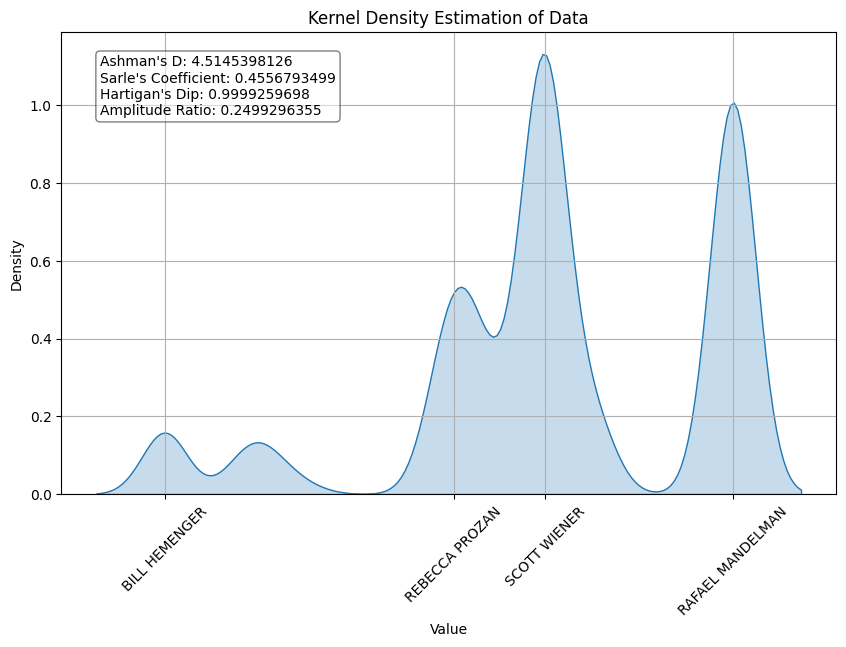 Kernel Density Estimation of Data
Ashman's D: 4.5145398126
Sarle's Coefficient: 0.4556793499
Hartigan's Dip: 0.9999259698
Amplitude Ratio: 0.2499296355
Density
1.0
0.8
0.6
0.4
0.2
0.0
BILL HEMENGER
REBECCA PROZAN
SCOTT WIENER
RAFAEL MANDELMAN
Value